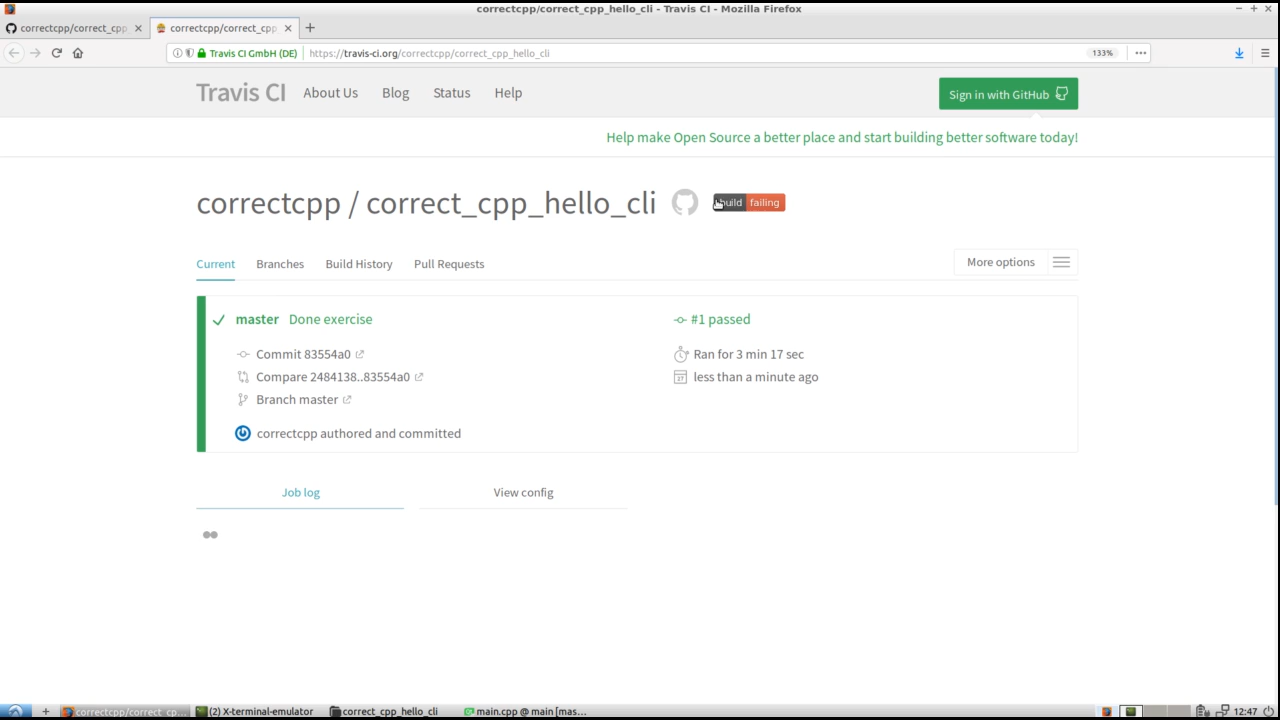 correctcpp/correct_cpp_hello_cli - Travis CI - Mozilla Firefox
correctcpp/correct_cpp
correctcpp/correct_cpp
Travis CI GmbH (DE) https://travis-ci.org/correctcpp/correct_cpp_hello_cli 133%
Travis CI About Us Blog Status Help Sign in with GitHub
Help make Open Source a better place and start building better software today!
correctcpp / correct_cpp_hello_cli build failing
Current Branches Build History Pull Requests More options
master Done exercise #1 passed
Commit 83554a0 Ran for 3 min 17 sec
Compare 2484138..83554a0 17 less than a minute ago
Branch master
correctcpp authored and committed
Job log View config
correctcpp/correct_cp... (2) X-terminal-emulator correct_cpp_hello_cli main.cpp @ main [mas... 12:47